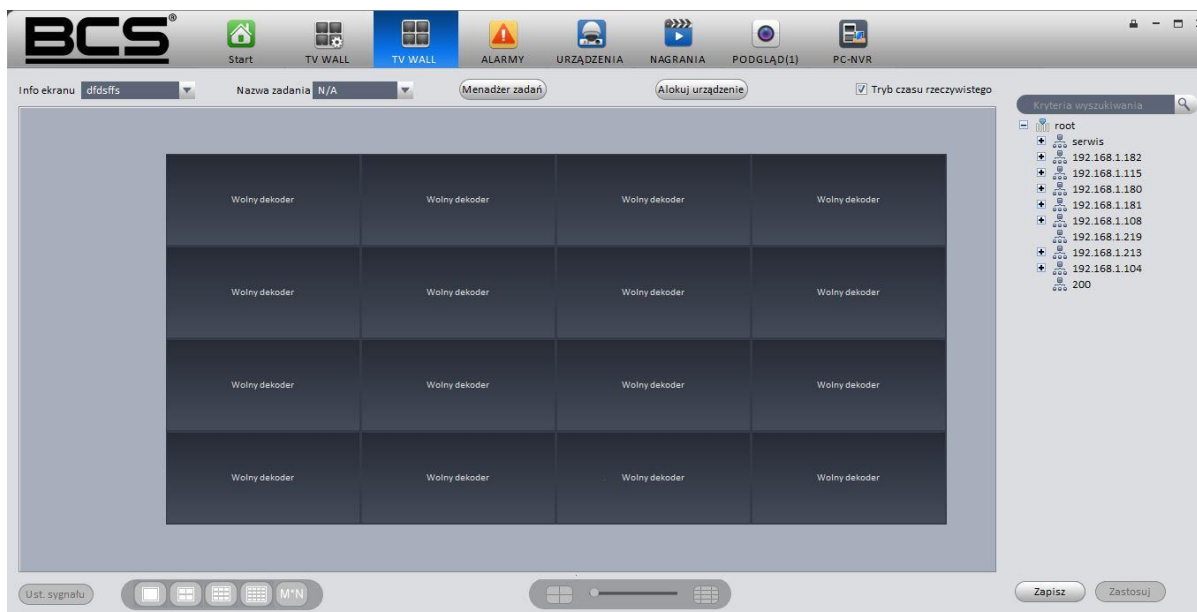 BCS®
Start TV WALL TV WALL ALARMY URZĄDZENIA NAGRANIA PODGLĄD(1) PC-NVR
Info ekranu dfdsffs Nazwa zadania N/A Menadżer zadań Alokuj urządzenie Tryb czasu rzeczywistego
Kryteria wyszukiwania
root
serwis
192.168.1.182
192.168.1.115
192.168.1.180
192.168.1.181
192.168.1.108
192.168.1.219
192.168.1.213
192.168.1.104
200
Wolny dekoder Wolny dekoder Wolny dekoder Wolny dekoder
Wolny dekoder Wolny dekoder Wolny dekoder Wolny dekoder
Wolny dekoder Wolny dekoder Wolny dekoder Wolny dekoder
Wolny dekoder Wolny dekoder Wolny dekoder Wolny dekoder
Ust. sygnału M*N Zapisz Zastosuj